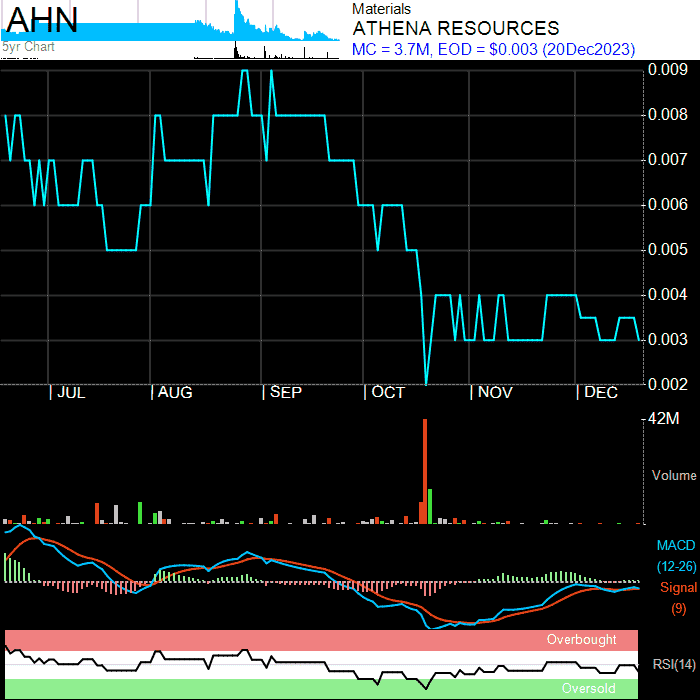 AHN
5yr Chart
Materials
ATHENA RESOURCES
MC = 3.7M, EOD = $0.003 (20Dec2023)
0.009
0.008
0.007
0.006
0.005
0.004
0.003
0.002
JUL AUG SEP OCT NOV DEC
42M
Volume
MACD
(12-26)
Signal
(9)
Overbought
RSI(14)
Oversold